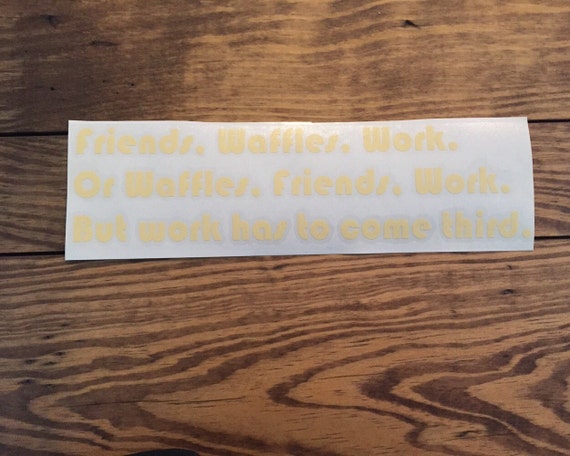 Friends. Waffles. Work.
Or Waffles. Friends. Work.
But work has to come third.